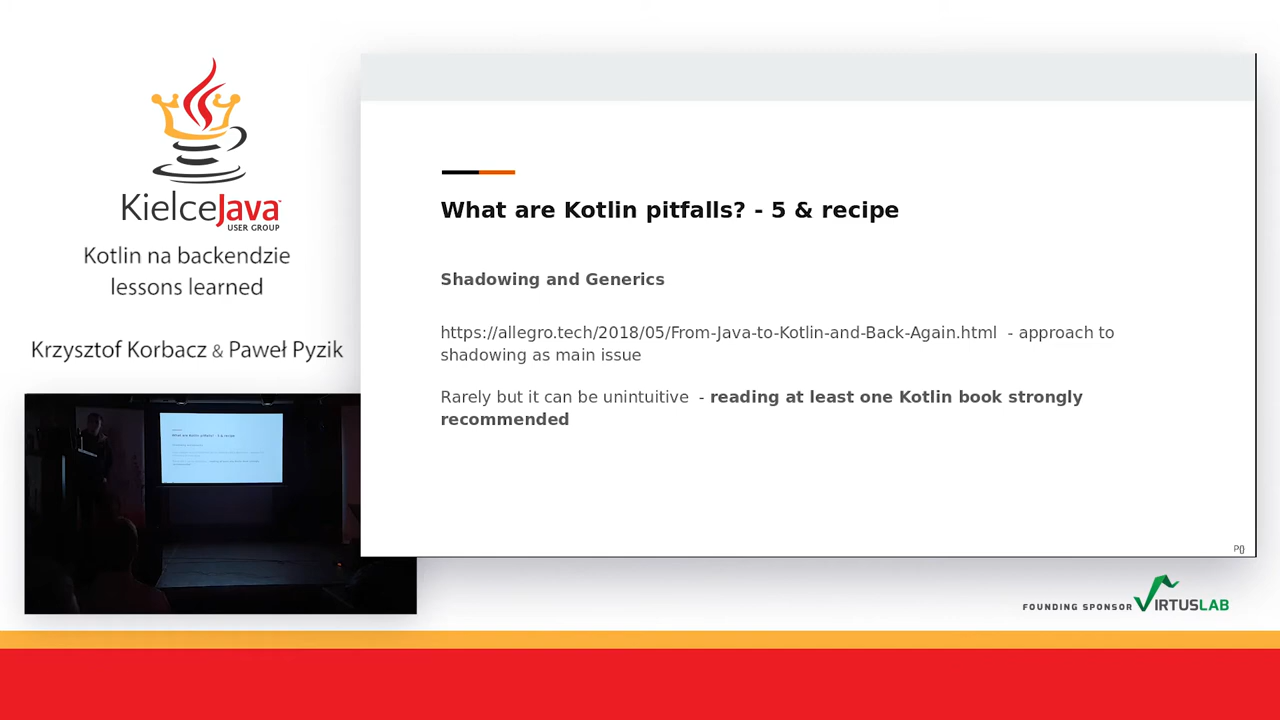 KielceJava
USER GROUP
Kotlin na backendzie
lessons learned
Krzysztof Korbacz & Paweł Pyzik
What are Kotlin pitfalls? - 5 & recipe
Shadowing and Generics
https://allegro.tech/2018/05/From-Java-to-Kotlin-and-Back-Again.html - approach to
shadowing as main issue
Rarely but it can be unintuitive - reading at least one Kotlin book strongly
recommended
FOUNDING SPONSOR VIRTUSLAB